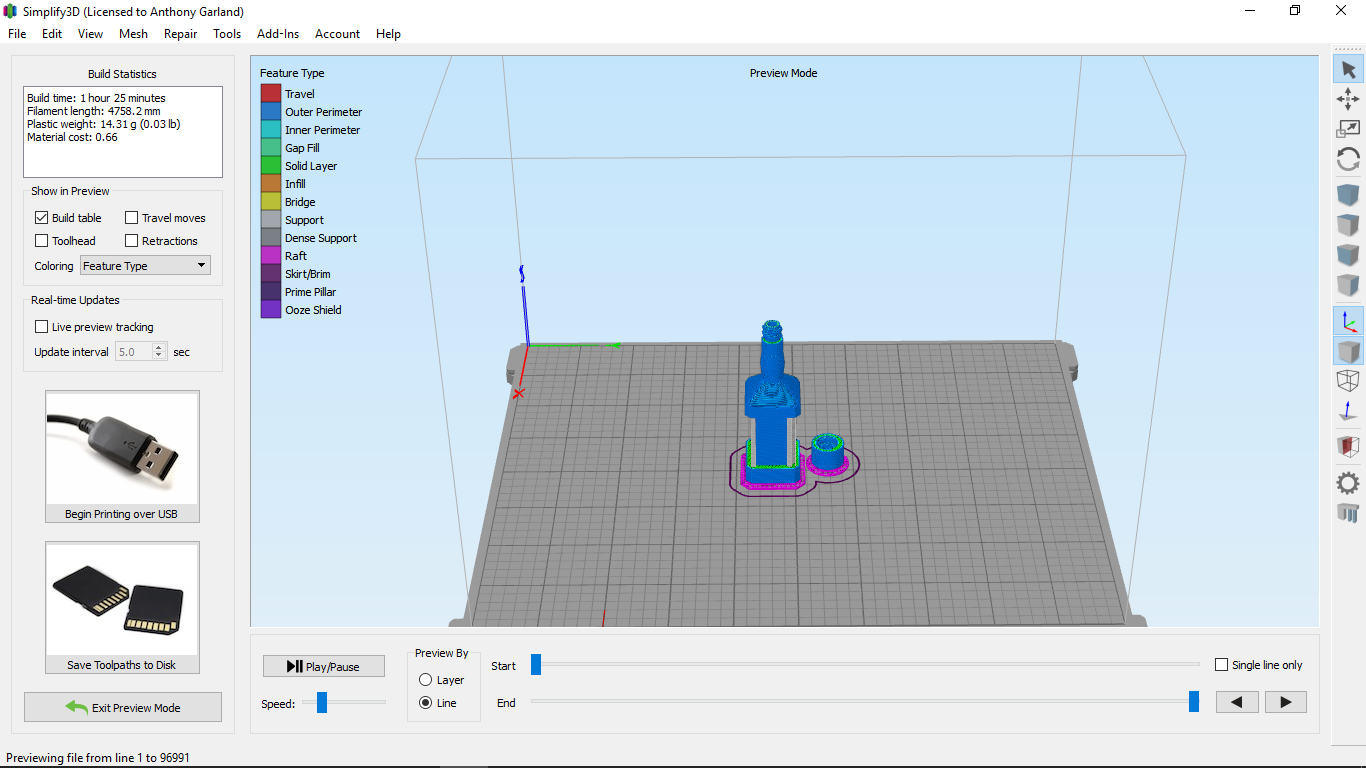 Simplify3D (Licensed to Anthony Garland)
File Edit View Mesh Repair Tools Add-Ins Account Help
Build Statistics
Build time: 1 hour 25 minutes
Filament length: 4758.2 mm
Plastic weight: 14.31 g (0.03 lb)
Material cost: 0.66
Show in Preview
Build table Travel moves
Toolhead Retractions
Coloring Feature Type
Real-time Updates
Live preview tracking
Update interval 5.0 sec
Begin Printing over USB
Save Toolpaths to Disk
Exit Preview Mode
Feature Type
Travel
Outer Perimeter
Inner Perimeter
Gap Fill
Solid Layer
Infill
Bridge
Support
Dense Support
Raft
Skirt/Brim
Prime Pillar
Ooze Shield
Preview Mode
Play/Pause
Speed:
Preview By
Layer
Line
Start
End
Single line only
Previewing file from line 1 to 96991